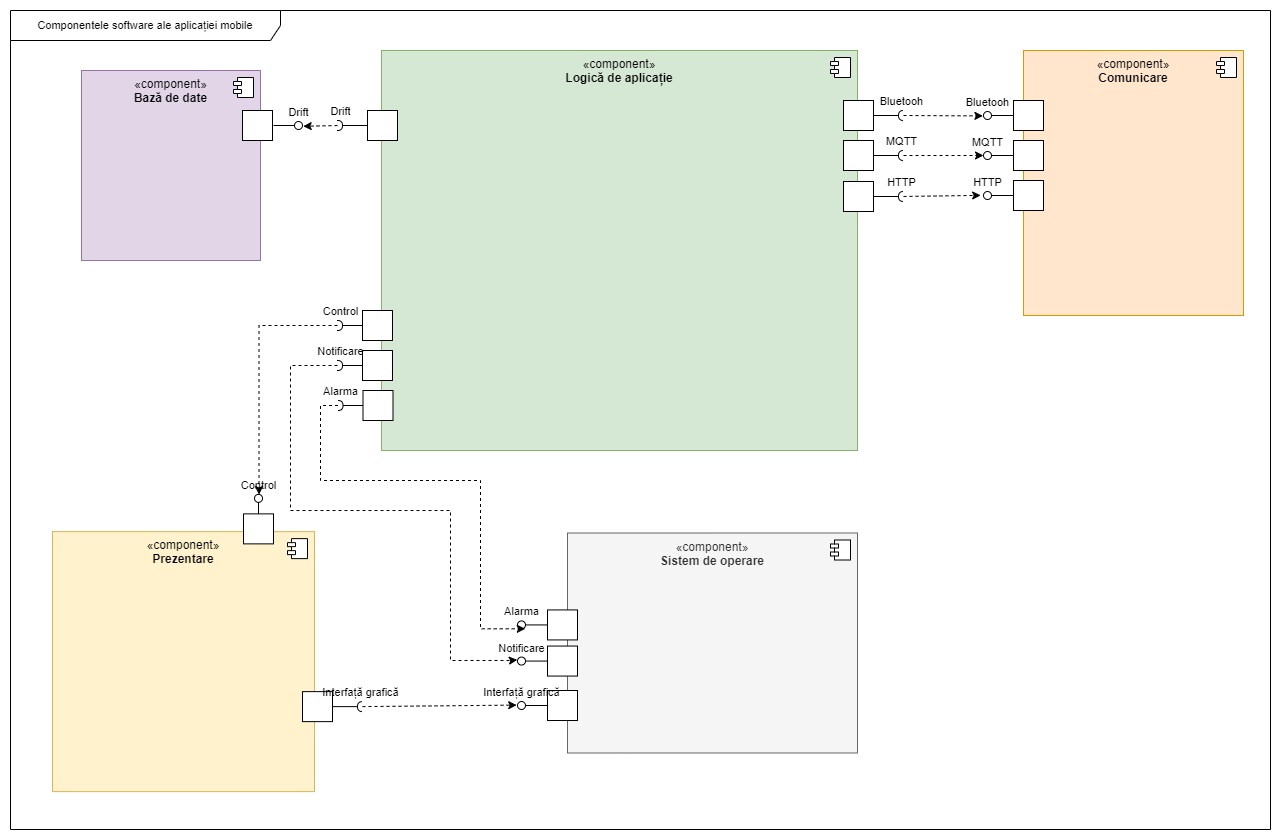 Componentele software ale aplicației mobile
«component»
Bază de date
Drift
Drift
«component»
Logică de aplicație
Bluetooh
MQTT
HTTP
Bluetooh
MQTT
HTTP
«component»
Comunicare
Control
Notificare
Alarma
Control
«component»
Prezentare
Interfață grafică
«component»
Sistem de operare
Alarma
Notificare
Interfață grafică